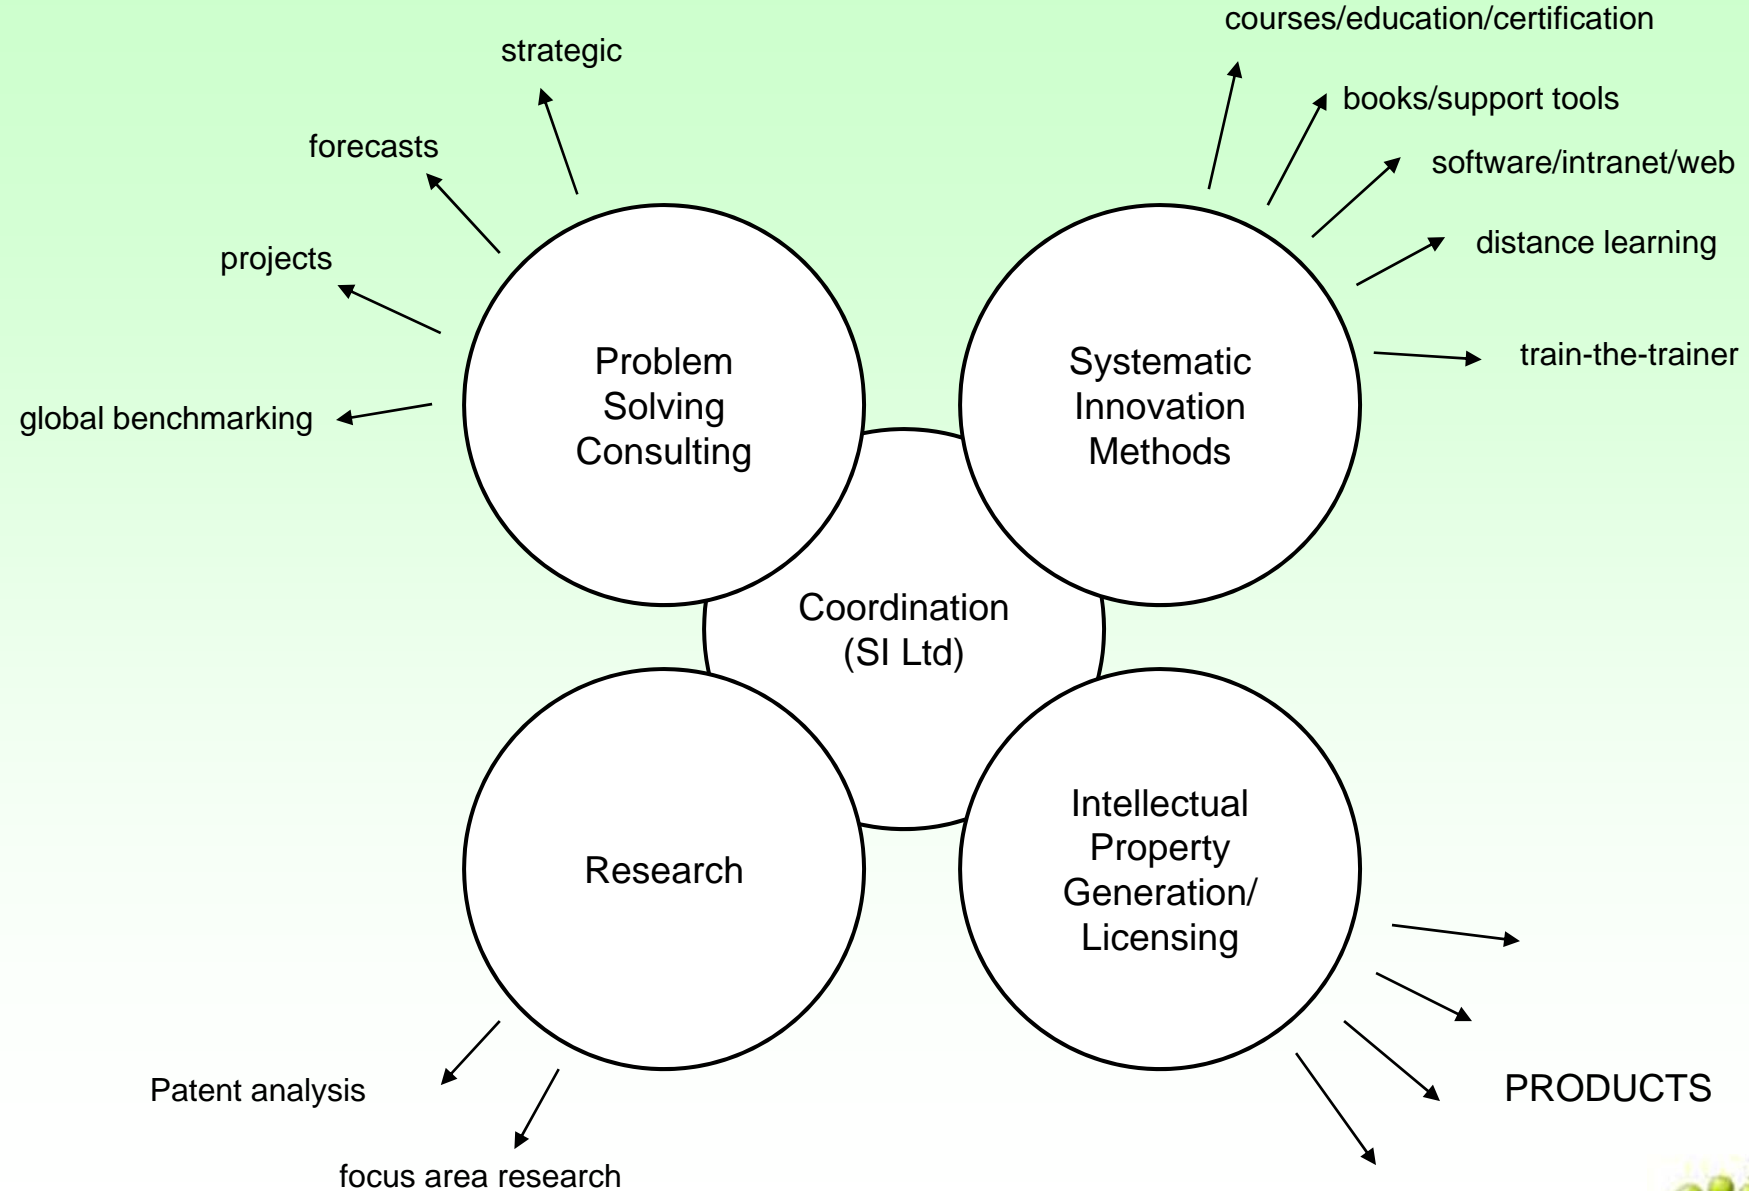 courses/education/certification
strategic
books/support tools
forecasts
software/intranet/web
distance learning
projects
train-the-trainer
global benchmarking
Problem
Solving
Consulting
Systematic
Innovation
Methods
Coordination
(SI Ltd)
Research
Intellectual
Property
Generation/
Licensing
Patent analysis
PRODUCTS
focus area research